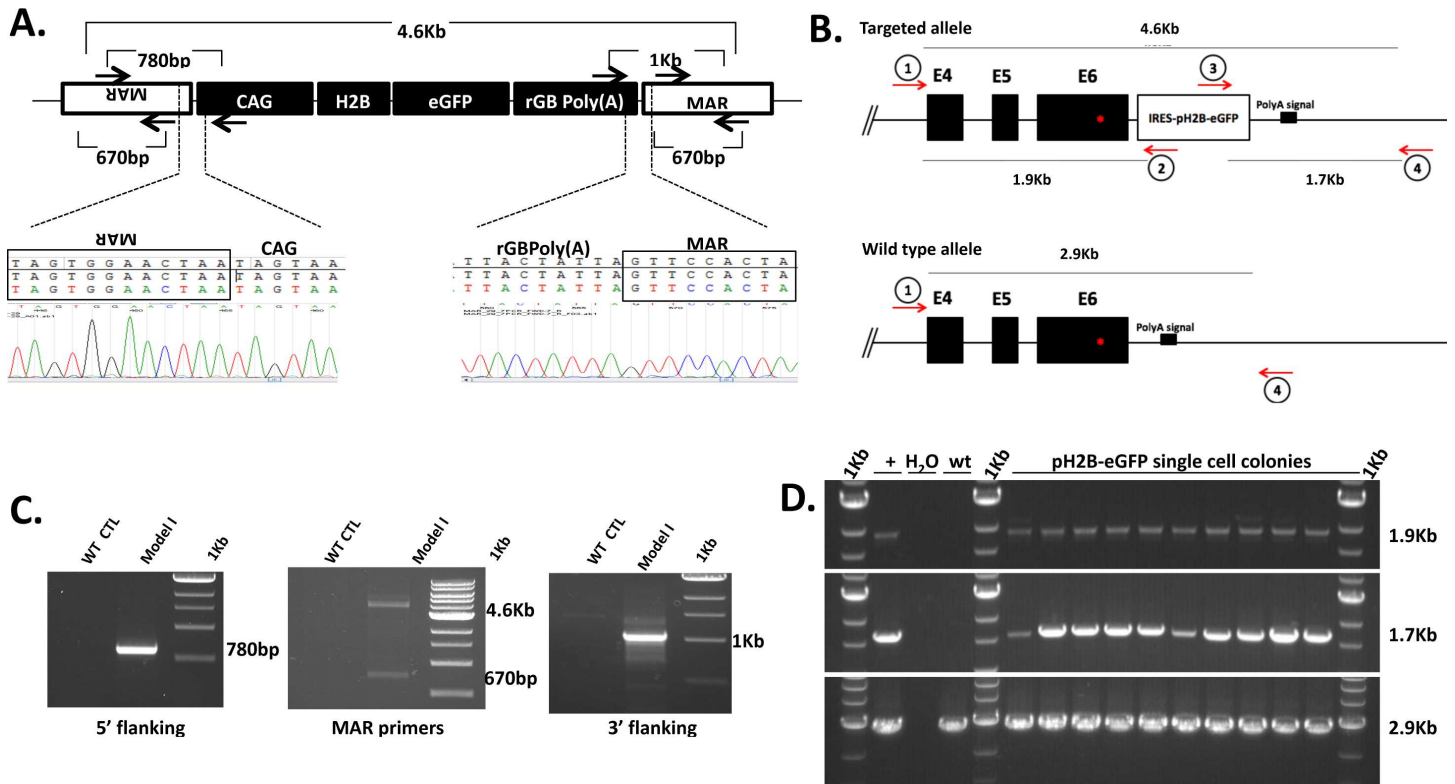 A.
4.6Kb
780bp
1Kb
MAR
CAG
H2B
eGFP
rGB Poly(A)
MAR
670bp
670bp
MAR
CAG
T A G T G G A A C T A A T A G T A A
T A G T G G A A C T A A T A G T A A
T A G T G G A A C T A A T A G T A A
rGBPoly(A)
MAR
T T A C T A T T A G T T C C A C T A
T T A C T A T T A G T T C C A C T A
T T A C T A T T A G T T C C A C T A
B.
Targeted allele
4.6Kb
1
E4
E5
E6
3
IRES-pH2B-eGFP
PolyA signal
2
4
1.9Kb
1.7Kb
Wild type allele
2.9Kb
1
E4
E5
E6
PolyA signal
4
C.
WT CTL
Model I
1Kb
780bp
5' flanking
WT CTL
Model I
1Kb
4.6Kb
670bp
MAR primers
WT CTL
Model I
1Kb
1Kb
3' flanking
D.
1Kb
+
H2O
wt
1Kb
pH2B-eGFP single cell colonies
1Kb
1.9Kb
1.7Kb
2.9Kb